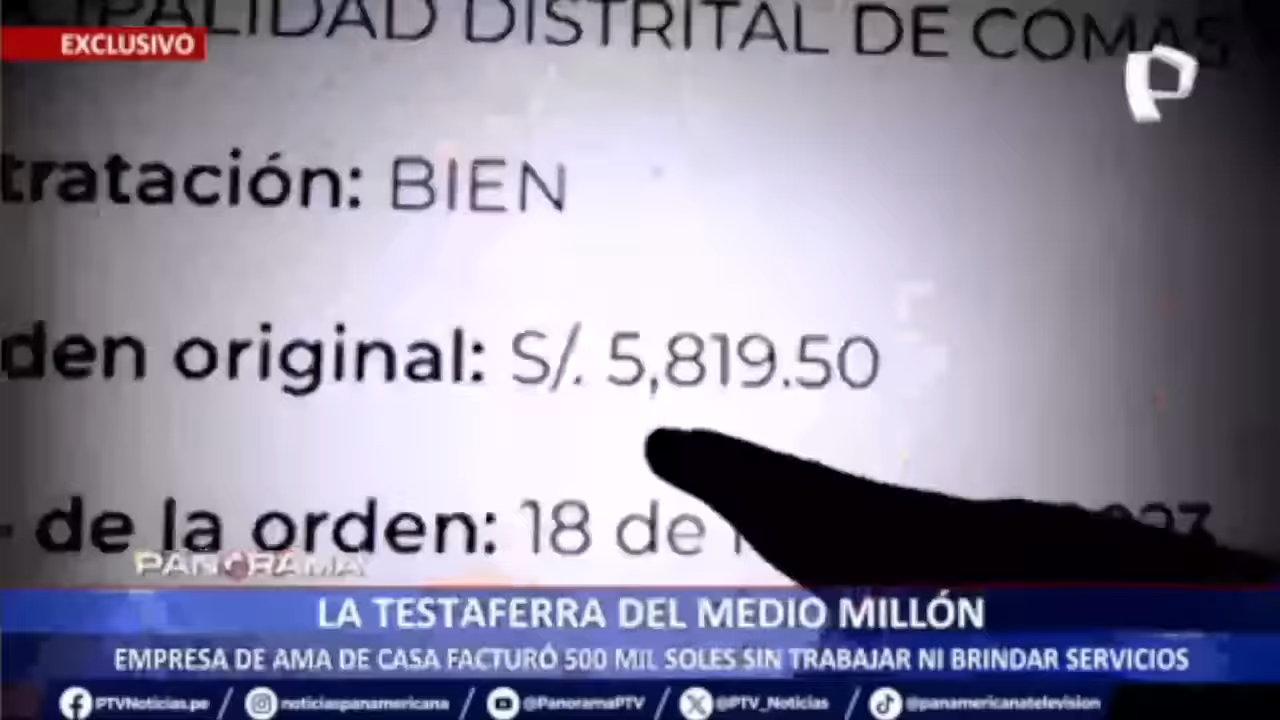 CIPALIDAD DISTRITAL DE COMAS
EXCLUSIVO
tratación: BIEN
den original: S/. 5,819.50
de la orden: 18 de 2023
PANORAMA
LA TESTAFERRA DEL MEDIO MILLÓN
EMPRESA DE AMA DE CASA FACTURÓ 500 MIL SOLES SIN TRABAJAR NI BRINDAR SERVICIOS
PTVNoticias.pe / noticiaspanamericana / @PanoramaPTV / @PTV_Noticias / @panamericanatelevision